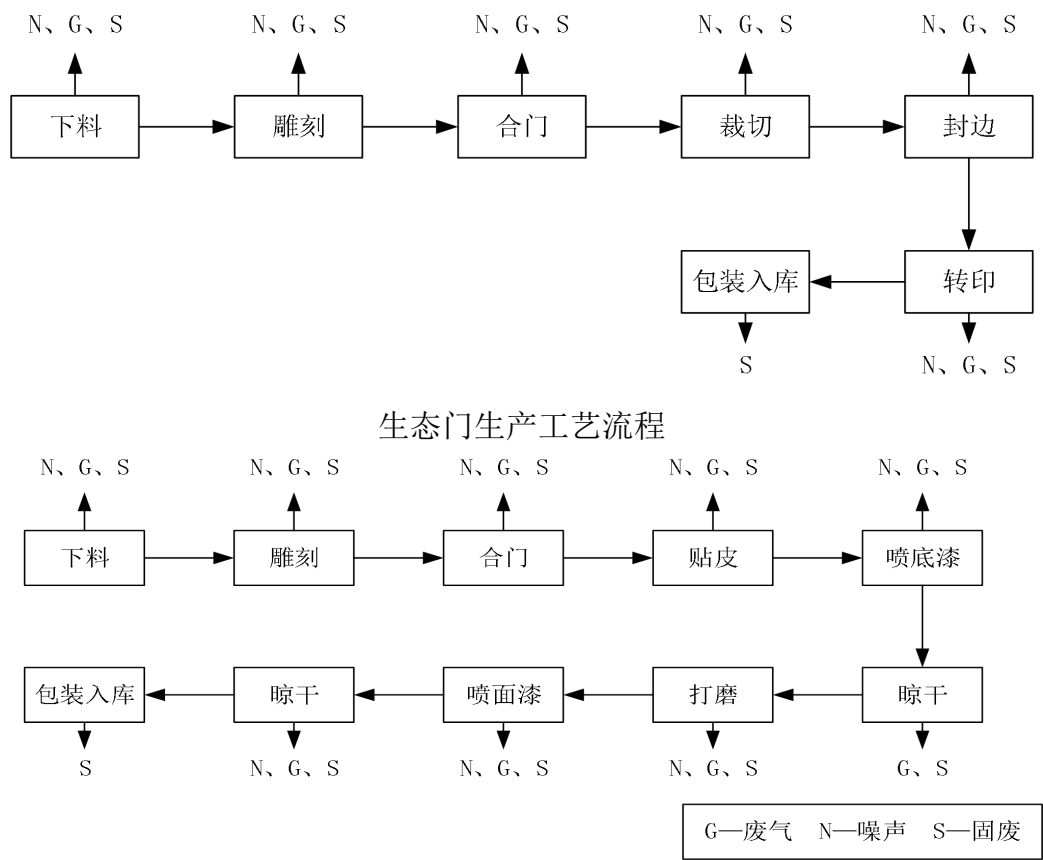 N、G、S N、G、S N、G、S N、G、S N、G、S
下料 雕刻 合门 裁切 封边
包装入库 转印
S N、G、S
生态门生产工艺流程
N、G、S N、G、S N、G、S N、G、S N、G、S
下料 雕刻 合门 贴皮 喷底漆
包装入库 晾干 喷面漆 打磨 晾干
S N、G、S N、G、S N、G、S G、S
G—废气 N—噪声 S—固废